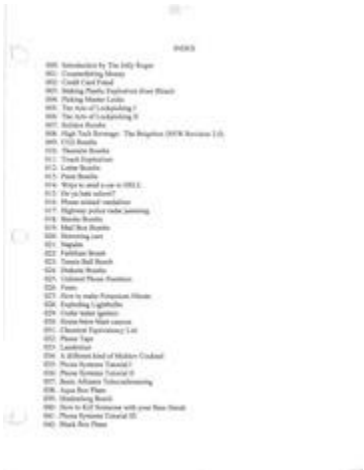 INDEX
000: Introduction by The Jolly Roger
001: Counterfeiting Money
002: Credit Card Fraud
003: Making Plastic Explosives from Bleach
004: Picking Master Locks
005: The Arts of Lockpicking I
006: The Arts of Lockpicking II
007: Solidox Bombs
008: High Tech Revenge: The Beigebox
009: CO2 Bombs
010: Thermite Bombs
011: Touch Explosives
012: Letter Bombs
013: Paint Bombs
014: Ways to send a car to HELL
015: Do ya hate school?
016: Phone related vandalism
017: Highway police radar jamming
018: Smoke Bombs
019: Mail Box Bombs
020: Hotwiring cars
021: Napalm
022: Fertilizer Bomb
023: Tennis Ball Bomb
024: Diskette Bombs
025: Unlisted Phone Numbers
026: Fuses
027: How to make Potassium Nitrate
028: Exploding Lightbulbs
029: Under water igniters
030: Home-brew blast cannon
031: Chemical Equivalency List
032: Phone Taps
033: Landmines
034: A different kind of Molitov Cocktail
035: Phone Systems Tutorial I
036: Phone Systems Tutorial II
037: Basic Alliance Teleconferencing
038: Aqua Box Plans
039: Hindenberg Bomb
040: How to Kill Someone with your Bare Hands
041: Phone Systems Tutorial III
042: Black Box Plans